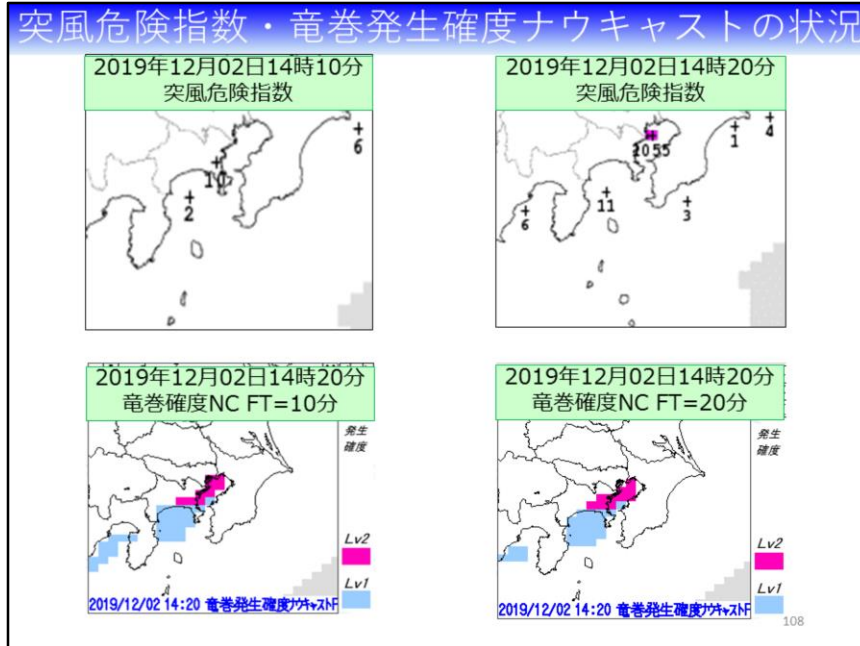 突風危険指数・竜巻発生確度ナウキャストの状況
2019年12月02日14時10分
突風危険指数
6
10
2
2019年12月02日14時20分
突風危険指数
4
1
20 55
11
3
6
2019年12月02日14時20分
竜巻確度NC FT=10分
発生
確度
Lv2
Lv1
2019/12/02 14:20 竜巻発生確度ナウキャストF
2019年12月02日14時20分
竜巻確度NC FT=20分
発生
確度
Lv2
Lv1
2019/12/02 14:20 竜巻発生確度ナウキャストF
108